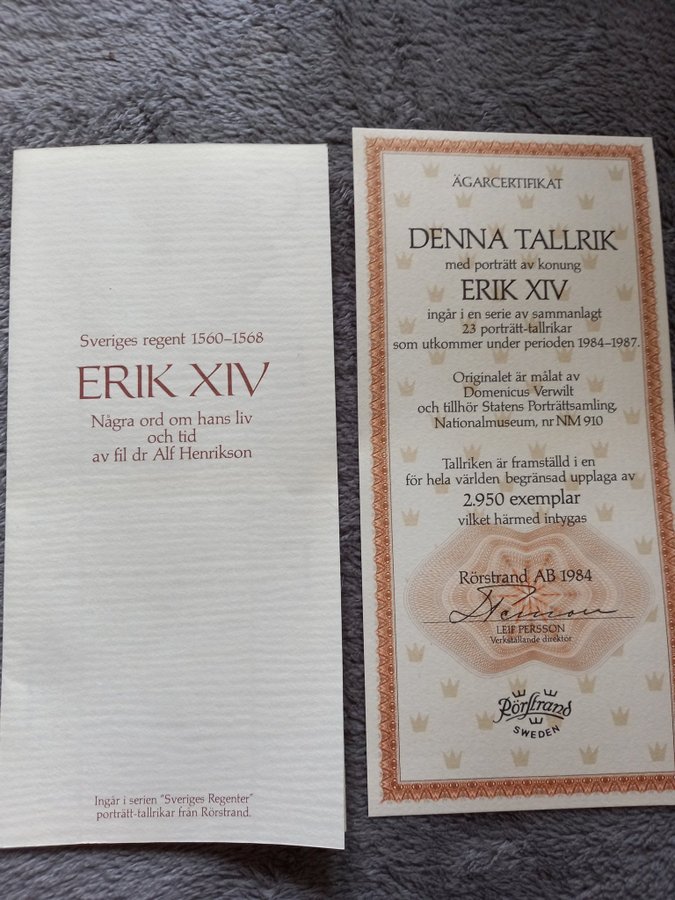 Sveriges regent 1560-1568
ERIK XIV
Några ord om hans liv
och tid
av fil dr Alf Henrikson
Ingår i serien "Sveriges Regenter"
porträtt-tallrikar från Rörstrand.
ÄGARCERTIFIKAT
DENNA TALLRIK
med porträtt av konung
ERIK XIV
ingår i en serie av sammanlagt
23 porträtt-tallrikar
som utkommer under perioden 1984-1987.
Originalet är målat av
Domenicus Verwilt
och tillhör Statens Porträttsamling,
Nationalmuseum, nr NM 910
Tallriken är framställd i en
för hela världen begränsad upplaga av
2.950 exemplar
vilket härmed intygas
Rörstrand AB 1984
LEIF PERSSON
Verkställande direktör
Rörstrand
SWEDEN